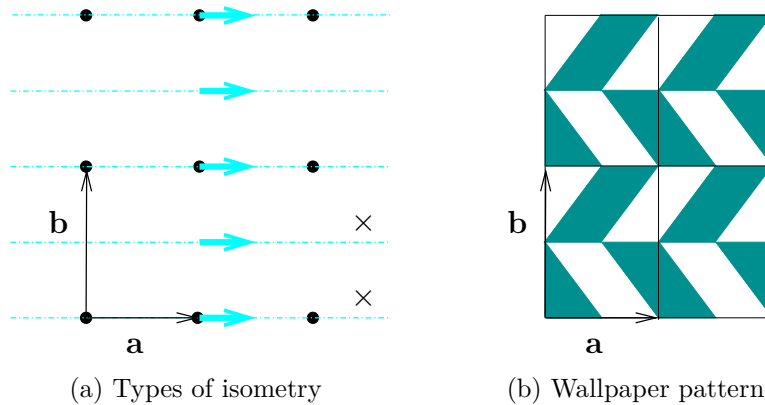 b
b
a
a
(a) Types of isometry
(b) Wallpaper pattern